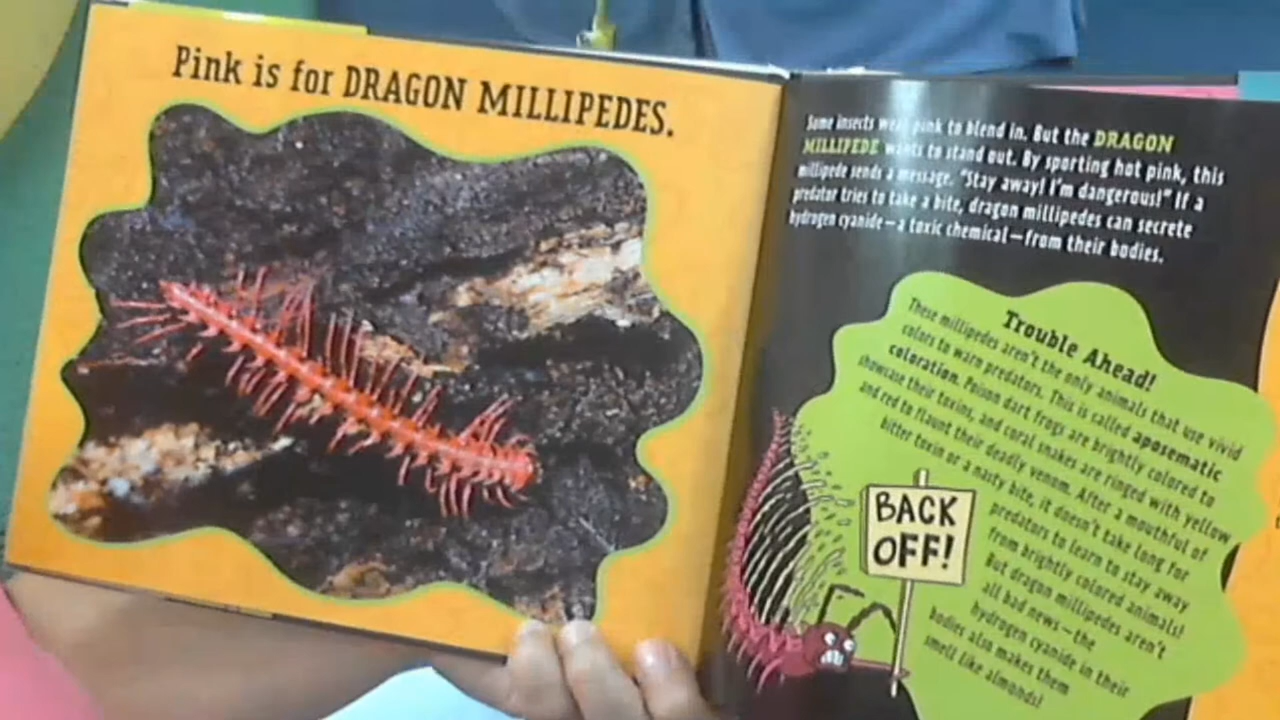 Pink is for DRAGON MILLIPEDES.
Some insects wear pink to blend in. But the DRAGON
MILLIPEDE wants to stand out. By sporting hot pink, this
millipede sends a message. "Stay away! I'm dangerous!" If a
predator tries to take a bite, dragon millipedes can secrete
hydrogen cyanide—a toxic chemical—from their bodies.
Trouble Ahead!
These millipedes aren't the only animals that use vivid
colors to warn predators. This is called aposematic
coloration. Poison dart frogs are brightly colored to
showcase their toxins, and coral snakes are ringed with yellow
and red to flaunt their deadly venom. After a mouthful of
bitter toxin or a nasty bite, it doesn't take long for
predators to learn to stay away
from brightly colored animals!
But dragon millipedes aren't
all bad news—the
hydrogen cyanide in their
bodies also makes them
smell like almonds!
BACK
OFF!